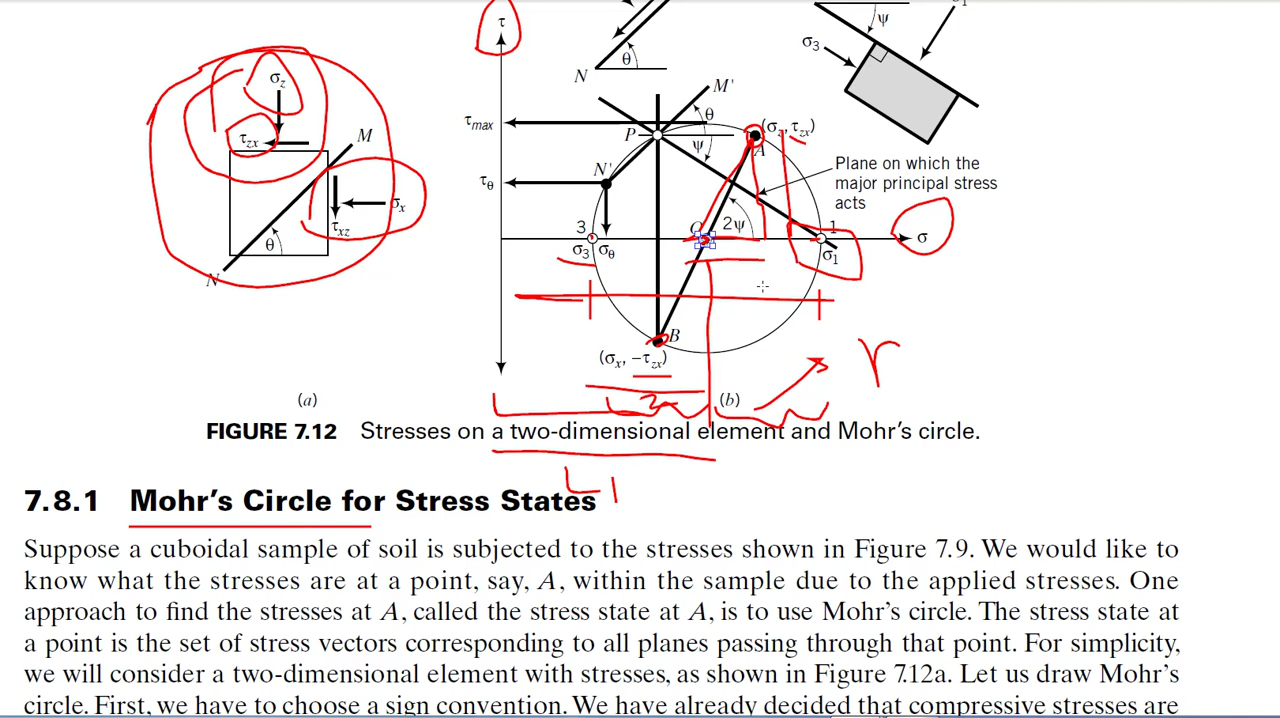 τ
σ1
ψ
σ3
θ
N
M'
σz
τmax
θ
(σz, τzx)
P
A
τzx
M
ψ
Plane on which the
N'
major principal stress
τθ
acts
σx
τxz
3
2ψ
1
σ
θ
σ3 σθ
σ1
N
B
(σx, −τzx)
r
(a)
(b)
FIGURE 7.12 Stresses on a two-dimensional element and Mohr's circle.
7.8.1 Mohr's Circle for Stress States
Suppose a cuboidal sample of soil is subjected to the stresses shown in Figure 7.9. We would like to
know what the stresses are at a point, say, A, within the sample due to the applied stresses. One
approach to find the stresses at A, called the stress state at A, is to use Mohr's circle. The stress state at
a point is the set of stress vectors corresponding to all planes passing through that point. For simplicity,
we will consider a two-dimensional element with stresses, as shown in Figure 7.12a. Let us draw Mohr's
circle. First, we have to choose a sign convention. We have already decided that compressive stresses are